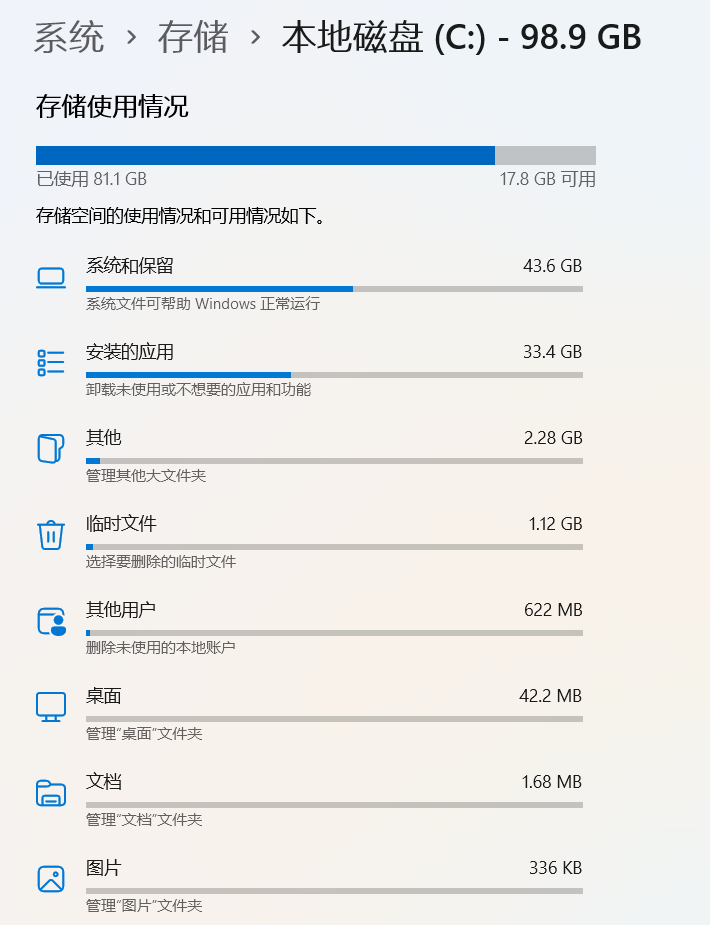 系统 › 存储 › 本地磁盘 (C:) - 98.9 GB
存储使用情况
已使用 81.1 GB 17.8 GB 可用
存储空间的使用情况和可用情况如下。
系统和保留 43.6 GB
系统文件可帮助 Windows 正常运行
安装的应用 33.4 GB
卸载未使用或不想要的应用和功能
其他 2.28 GB
管理其他大文件夹
临时文件 1.12 GB
选择要删除的临时文件
其他用户 622 MB
删除未使用的本地账户
桌面 42.2 MB
管理“桌面”文件夹
文档 1.68 MB
管理“文档”文件夹
图片 336 KB
管理“图片”文件夹